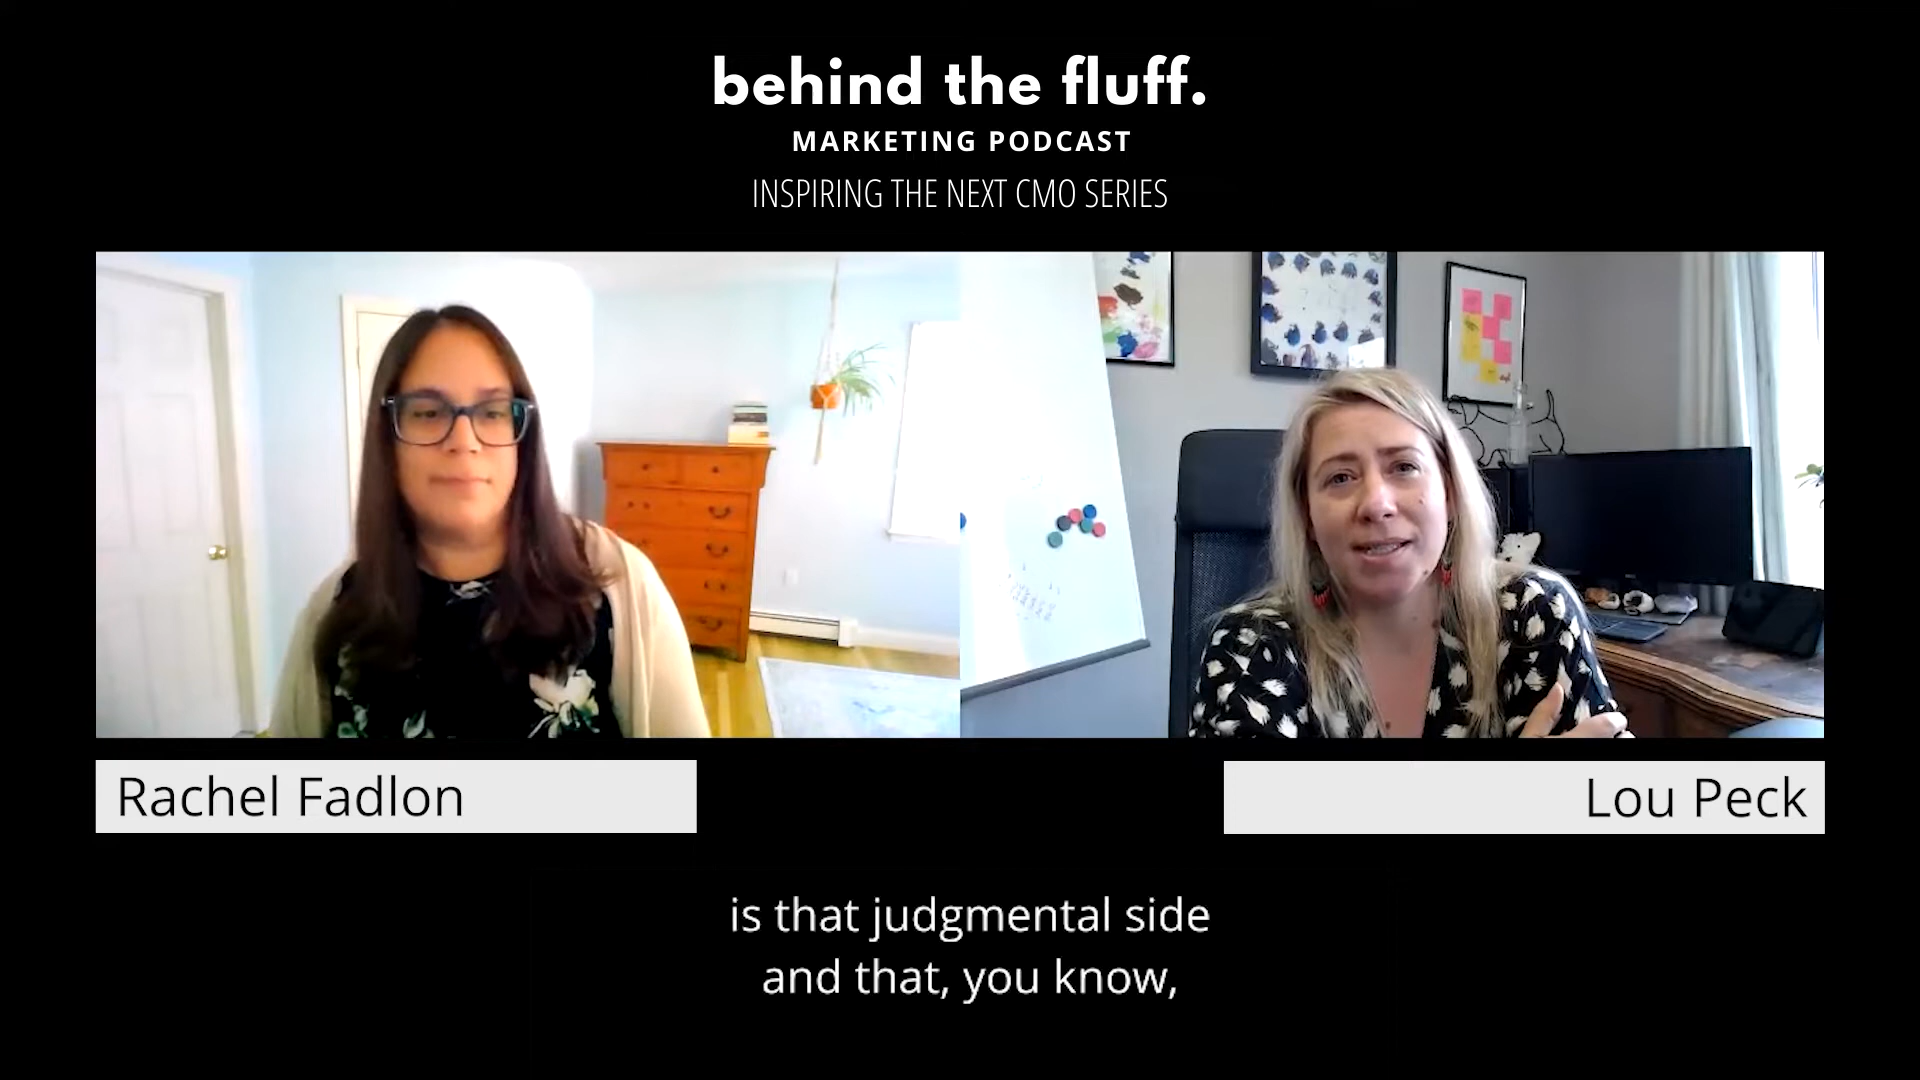 behind the fluff.
MARKETING PODCAST
INSPIRING THE NEXT CMO SERIES
Rachel Fadlon
Lou Peck
is that judgmental side
and that, you know,